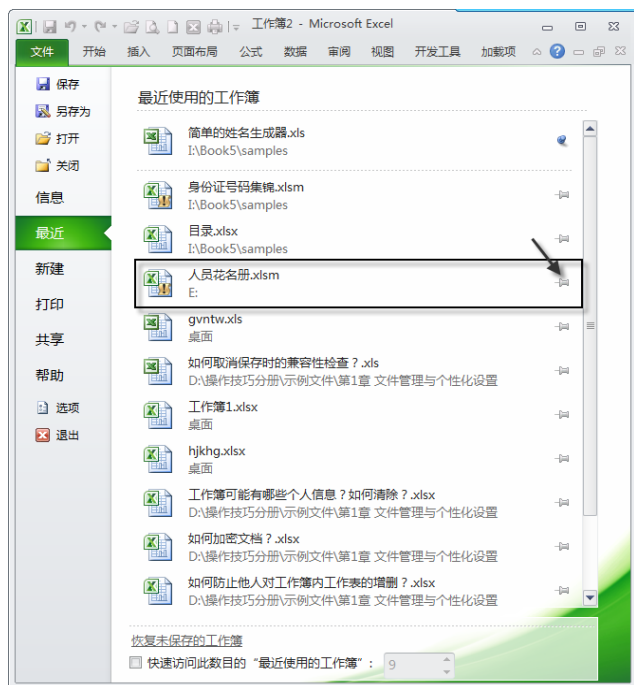 工作簿2 - Microsoft Excel
文件 开始 插入 页面布局 公式 数据 审阅 视图 开发工具 加载项
保存
另存为
打开
关闭
信息
最近
新建
打印
共享
帮助
选项
退出
最近使用的工作簿
简单的姓名生成器.xls
I:\Book5\samples
身份证号码集锦.xlsm
I:\Book5\samples
目录.xlsx
I:\Book5\samples
人员花名册.xlsm
E:
gvntw.xls
桌面
如何取消保存时的兼容性检查?.xls
D:\操作技巧分册\示例文件\第1章 文件管理与个性化设置
工作簿1.xlsx
桌面
hjkhg.xlsx
桌面
工作簿可能有哪些个人信息?如何清除?.xlsx
D:\操作技巧分册\示例文件\第1章 文件管理与个性化设置
如何加密文档?.xlsx
D:\操作技巧分册\示例文件\第1章 文件管理与个性化设置
如何防止他人对工作簿内工作表的增删?.xlsx
D:\操作技巧分册\示例文件\第1章 文件管理与个性化设置
恢复未保存的工作簿
快速访问此数目的“最近使用的工作簿”: 9